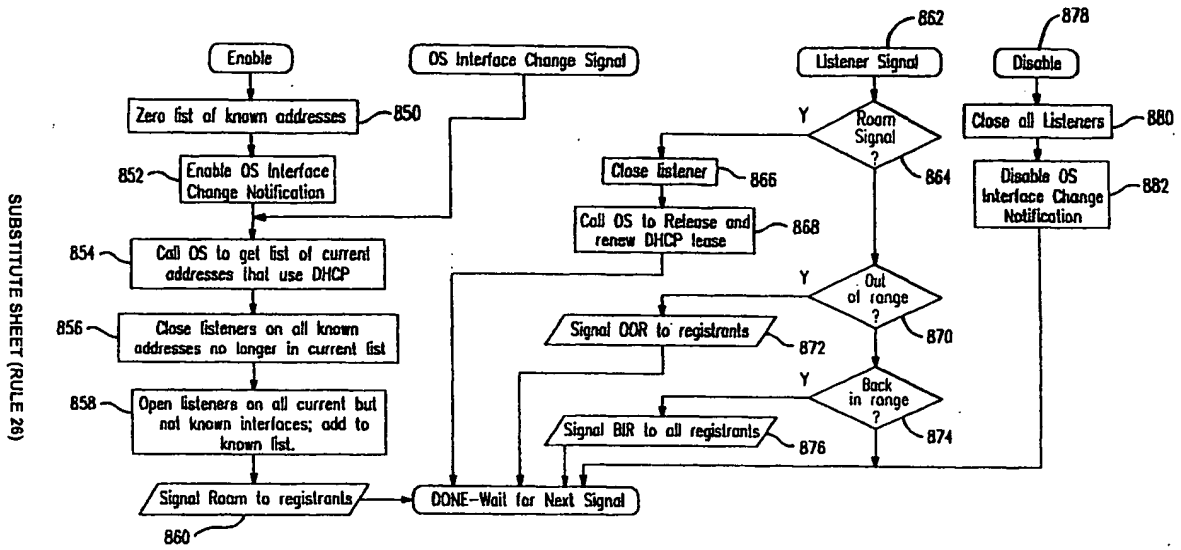 862
878
Enable
OS Interface Change Signal
Listener Signal
Disable
Zero list of known addresses
850
Y
Roam
Signal
?
864
Close all Listeners
880
852
Enable OS Interface
Change Notification
Close listener
866
Disable OS
Interface Change
Notification
882
Call OS to Release and
renew DHCP lease
868
854
Call OS to get list of current
addresses that use DHCP
Y
Out
of range
?
870
856
Close listeners on all known
addresses no longer in current list
Signal OOR to registrants
872
858
Open listeners on all current but
not known interfaces; add to
known list.
Y
Back
in range
?
874
Signal BIR to all registrants
876
Signal Roam to registrants
860
DONE-Wait for Next Signal
SUBSTITUTE SHEET (RULE 26)